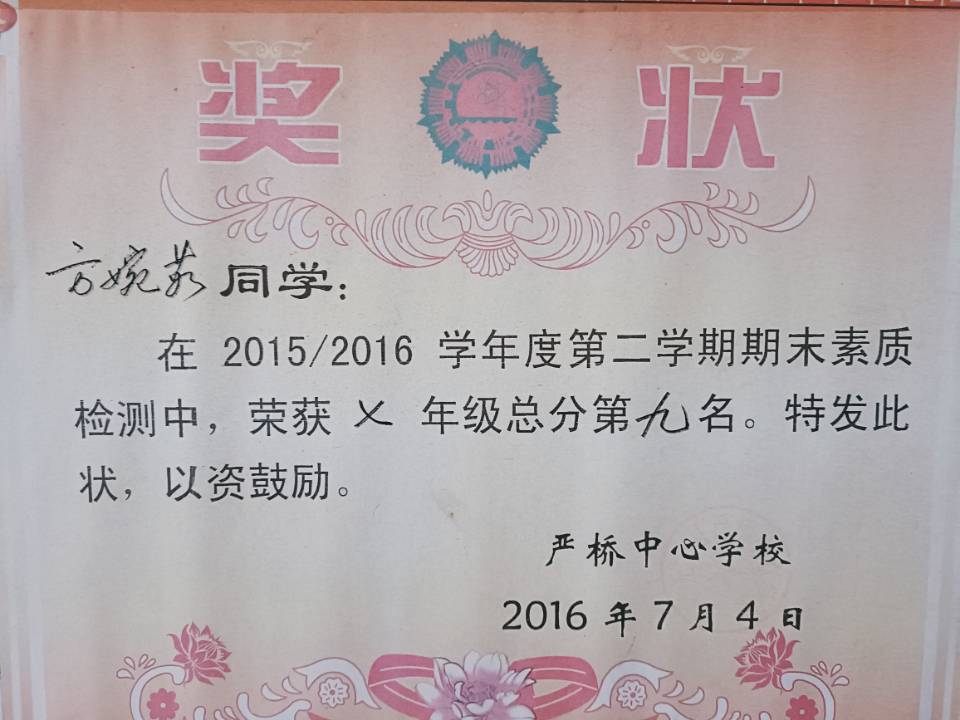 奖 状
方婉茹同学：
在 2015/2016 学年度第二学期期末素质
检测中，荣获 七 年级总分第九名。特发此
状，以资鼓励。
严桥中心学校
2016 年 7 月 4 日